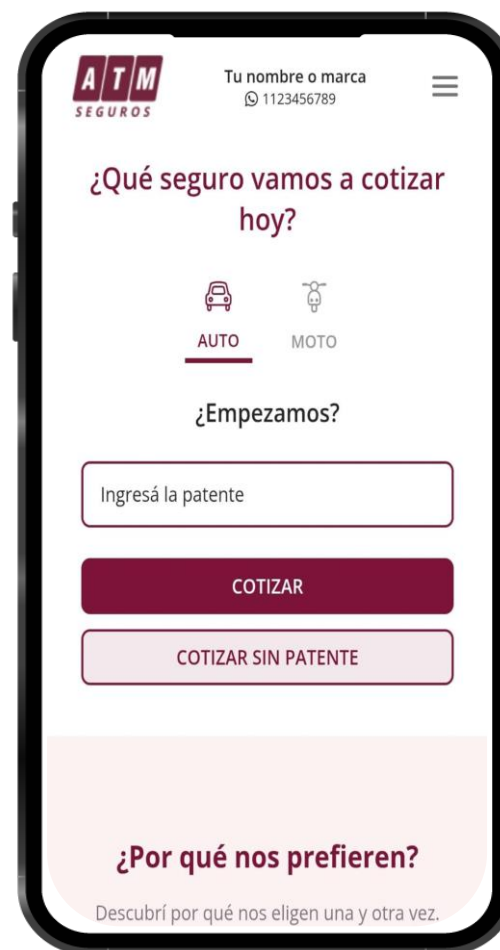 ATM
SEGUROS
Tu nombre o marca
1123456789
¿Qué seguro vamos a cotizar
hoy?
AUTO
MOTO
¿Empezamos?
Ingresá la patente
COTIZAR
COTIZAR SIN PATENTE
¿Por qué nos prefieren?
Descubrí por qué nos eligen una y otra vez.